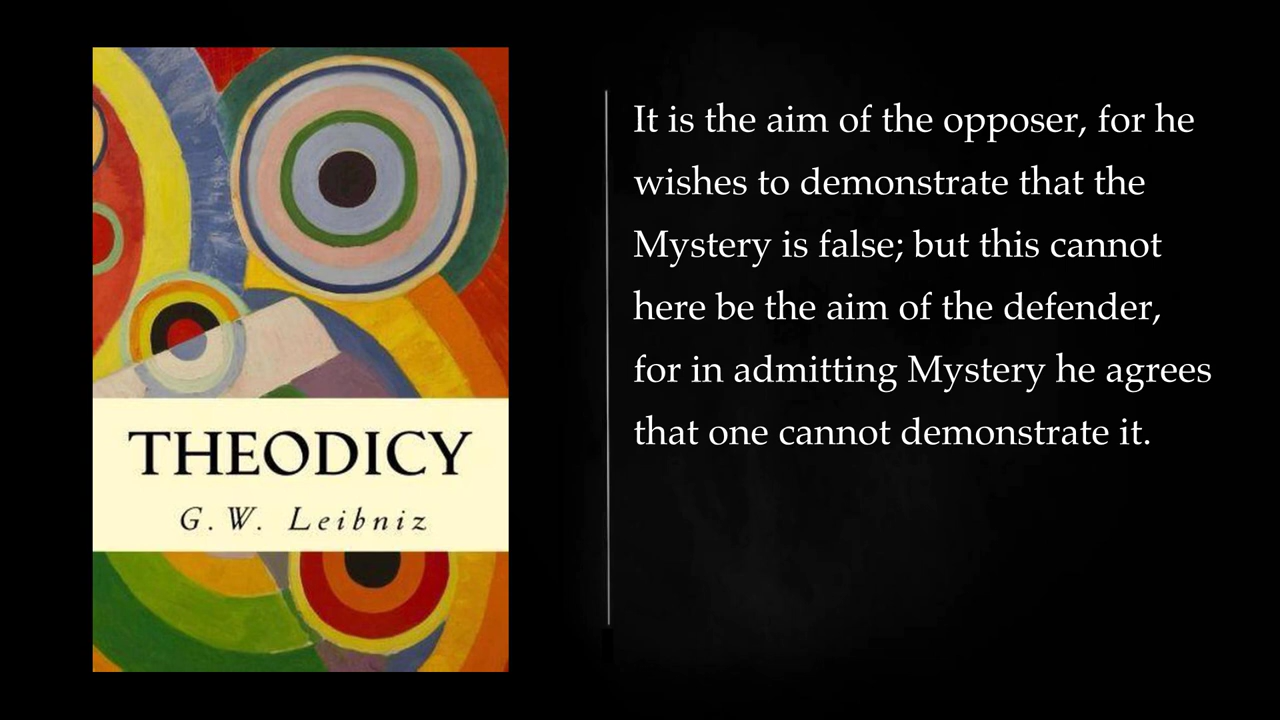 THEODICY
G. W. Leibniz
It is the aim of the opposer, for he
wishes to demonstrate that the
Mystery is false; but this cannot
here be the aim of the defender,
for in admitting Mystery he agrees
that one cannot demonstrate it.